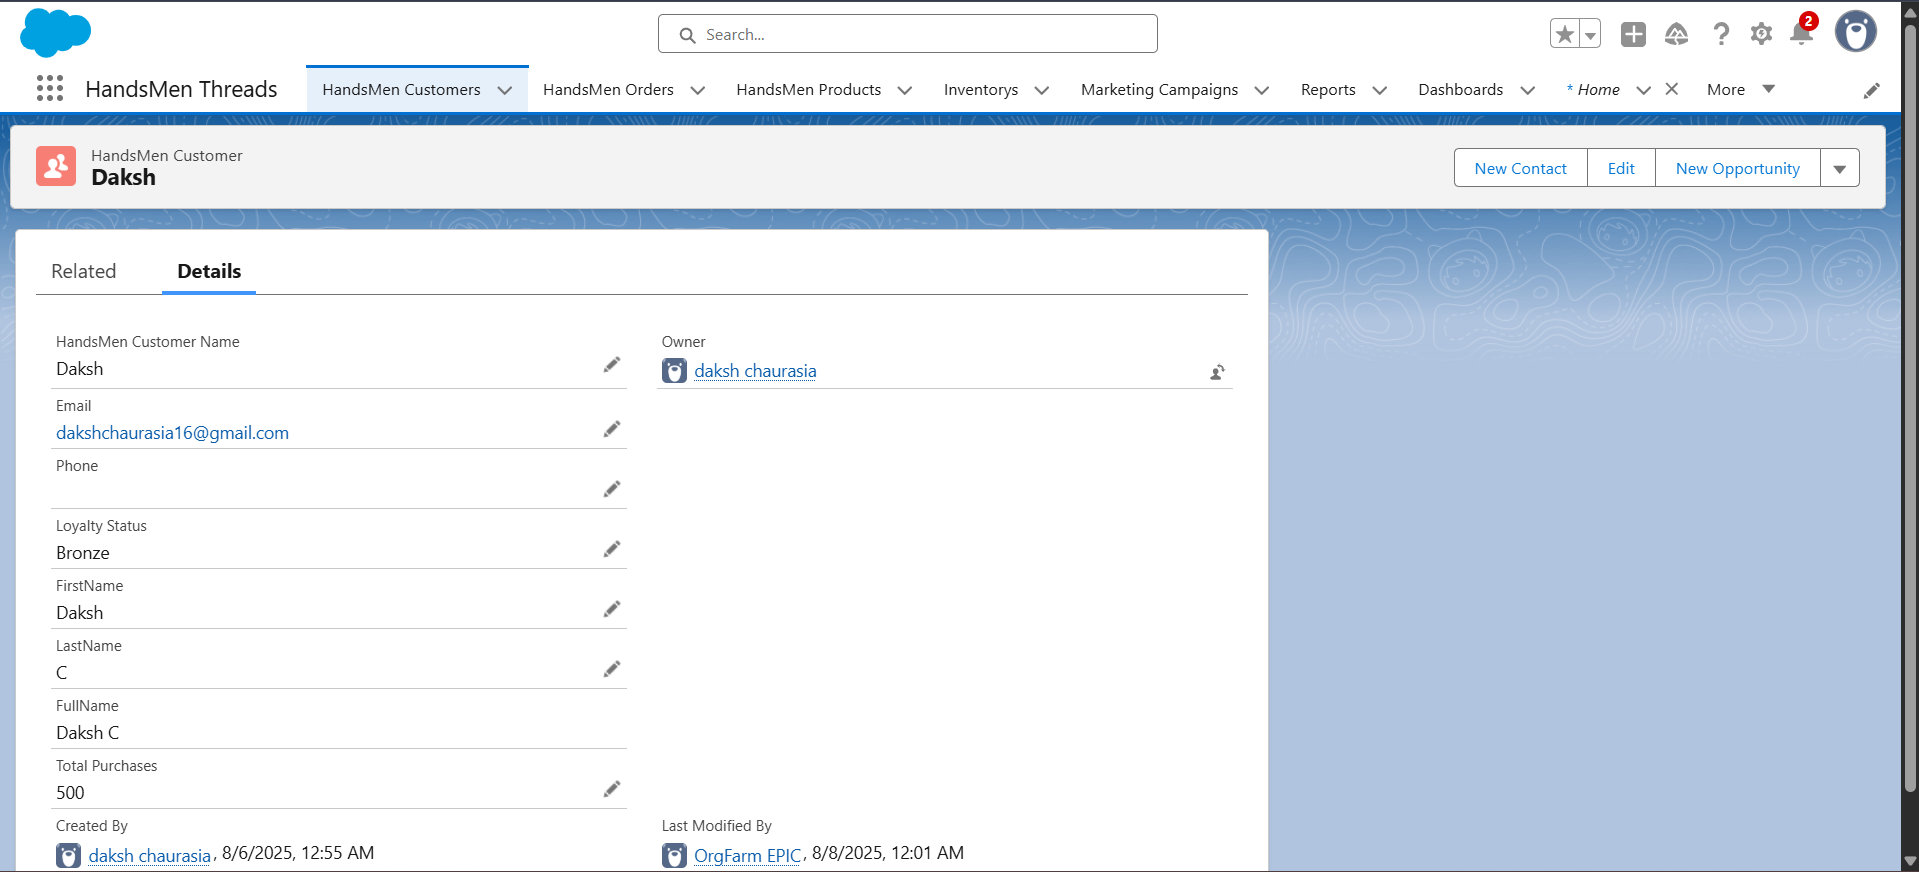 Search...
2
HandsMen Threads HandsMen Customers HandsMen Orders HandsMen Products Inventorys Marketing Campaigns Reports Dashboards * Home More
HandsMen Customer
Daksh
New Contact Edit New Opportunity
Related Details
HandsMen Customer Name
Daksh
Owner
daksh chaurasia
Email
dakshchaurasia16@gmail.com
Phone
Loyalty Status
Bronze
FirstName
Daksh
LastName
C
FullName
Daksh C
Total Purchases
500
Created By
daksh chaurasia, 8/6/2025, 12:55 AM
Last Modified By
OrgFarm EPIC, 8/8/2025, 12:01 AM